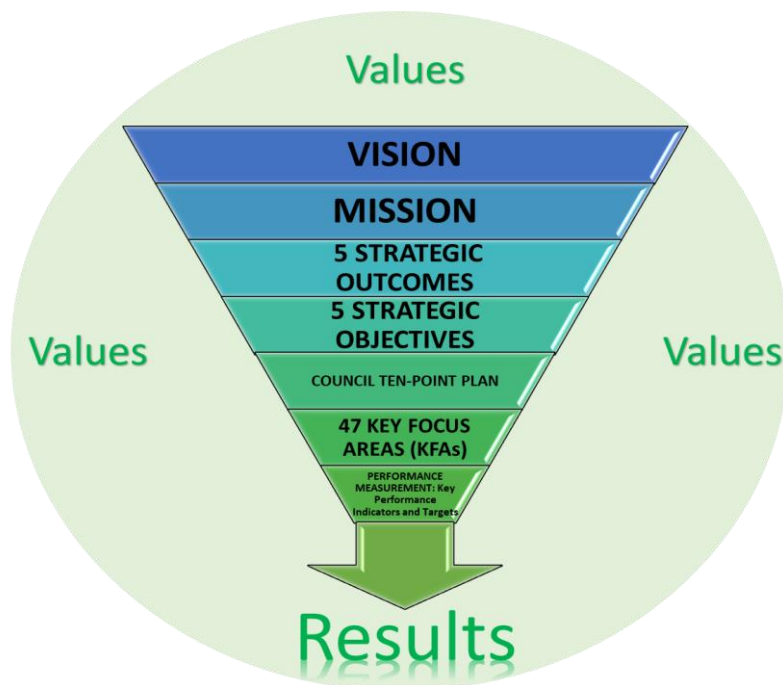 Values
VISION
MISSION
5 STRATEGIC
OUTCOMES
5 STRATEGIC
OBJECTIVES
Values
Values
COUNCIL TEN-POINT PLAN
47 KEY FOCUS
AREAS (KFAs)
PERFORMANCE
MEASUREMENT: Key
Performance
Indicators and Targets
Results